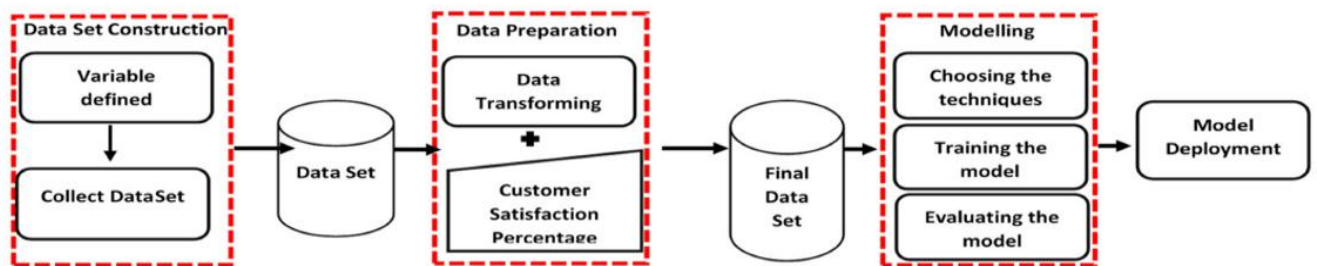 Data Set Construction
Variable
defined
Collect DataSet
Data Set
Data Preparation
Data
Transforming
Customer
Satisfaction
Percentage
Final
Data
Set
Modelling
Choosing the
techniques
Training the
model
Evaluating the
model
Model
Deployment